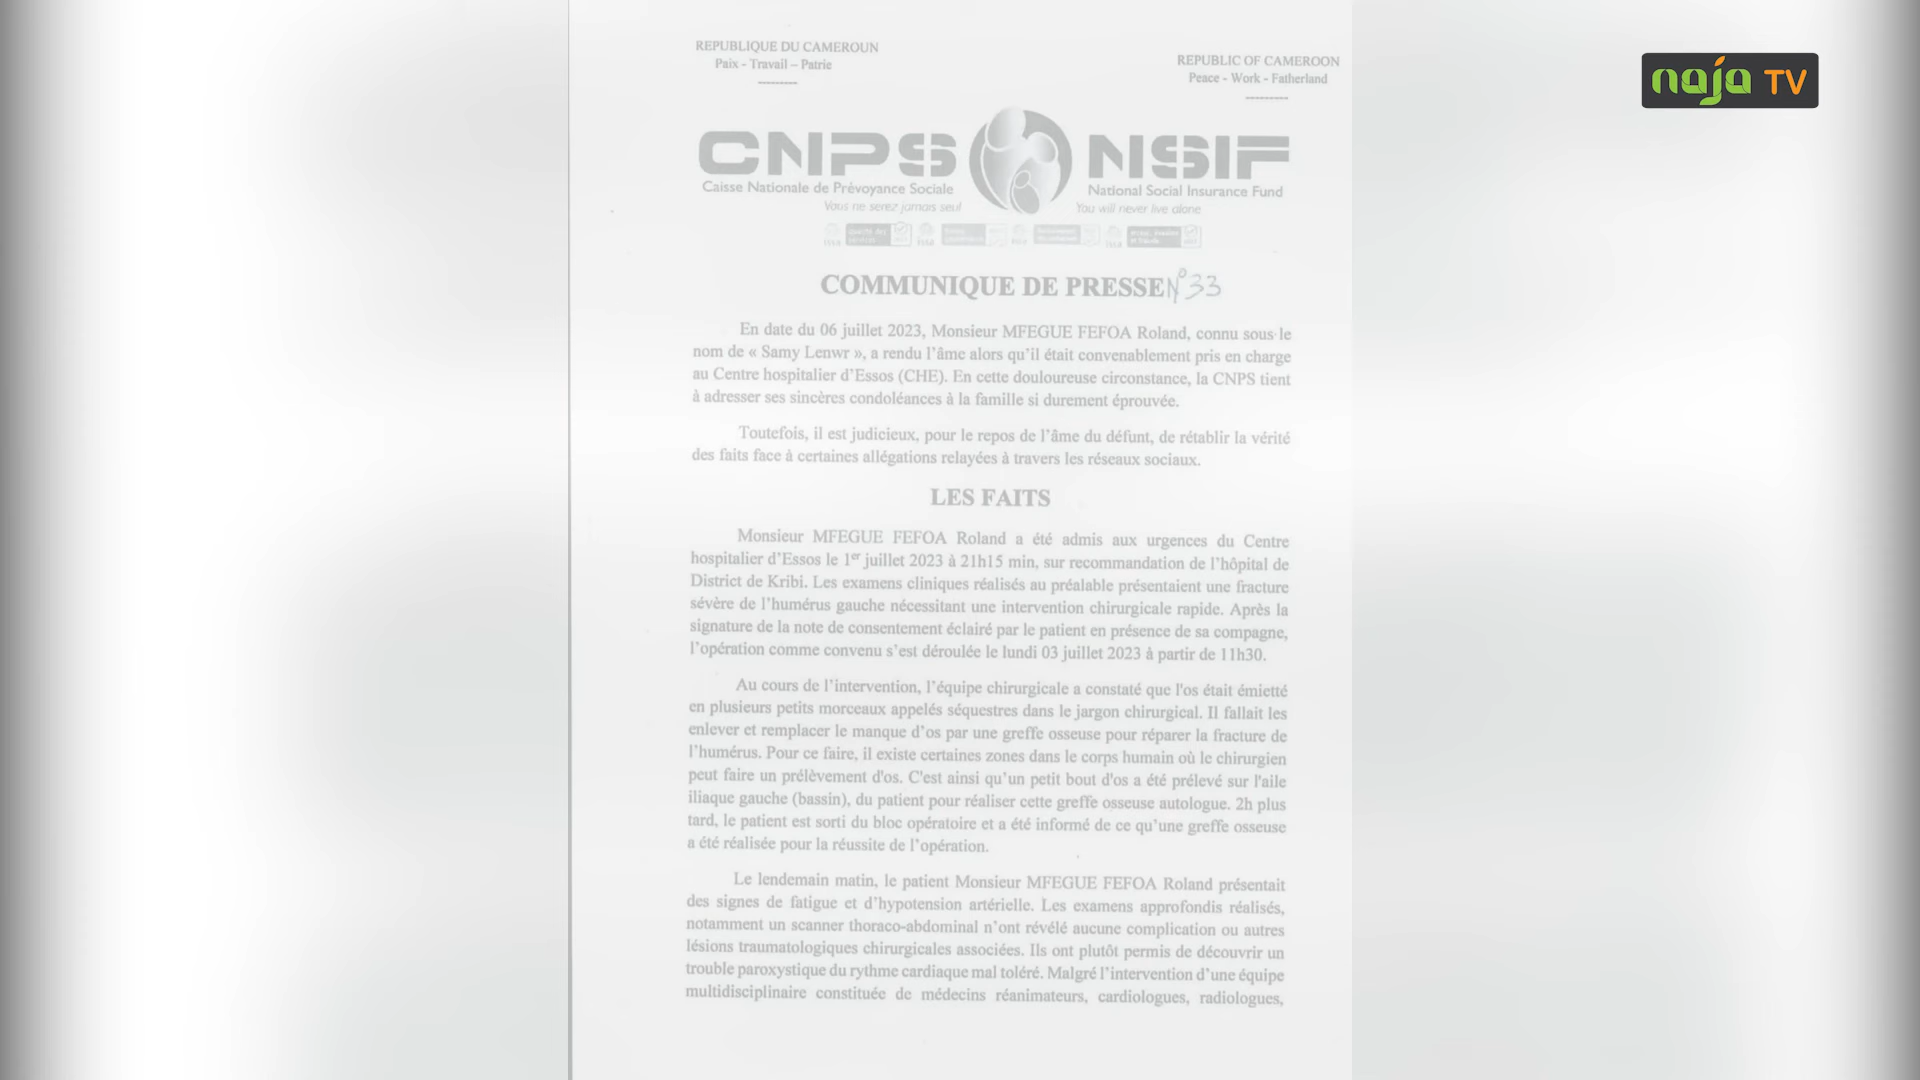 REPUBLIQUE DU CAMEROUN
Paix - Travail – Patrie
----------
REPUBLIC OF CAMEROON
Peace - Work - Fatherland
----------
naja TV
CNPS NSIF
Caisse Nationale de Prévoyance Sociale
National Social Insurance Fund
Vous ne serez jamais seul
You will never live alone
COMMUNIQUE DE PRESSE N° 33
En date du 06 juillet 2023, Monsieur MFEGUE FEFOA Roland, connu sous le
nom de « Samy Lenwr », a rendu l’âme alors qu’il était convenablement pris en charge
au Centre hospitalier d’Essos (CHE). En cette douloureuse circonstance, la CNPS tient
à adresser ses sincères condoléances à la famille si durement éprouvée.
Toutefois, il est judicieux, pour le repos de l’âme du défunt, de rétablir la vérité
des faits face à certaines allégations relayées à travers les réseaux sociaux.
LES FAITS
Monsieur MFEGUE FEFOA Roland a été admis aux urgences du Centre
hospitalier d’Essos le 1er juillet 2023 à 21h15 min, sur recommandation de l’hôpital de
District de Kribi. Les examens cliniques réalisés au préalable présentaient une fracture
sévère de l’humérus gauche nécessitant une intervention chirurgicale rapide. Après la
signature de la note de consentement éclairé par le patient en présence de sa compagne,
l’opération comme convenu s’est déroulée le lundi 03 juillet 2023 à partir de 11h30.
Au cours de l’intervention, l’équipe chirurgicale a constaté que l'os était émietté
en plusieurs petits morceaux appelés séquestres dans le jargon chirurgical. Il fallait les
enlever et remplacer le manque d’os par une greffe osseuse pour réparer la fracture de
l’humérus. Pour ce faire, il existe certaines zones dans le corps humain où le chirurgien
peut faire un prélèvement d'os. C'est ainsi qu’un petit bout d'os a été prélevé sur l'aile
iliaque gauche (bassin), du patient pour réaliser cette greffe osseuse autologue. 2h plus
tard, le patient est sorti du bloc opératoire et a été informé de ce qu’une greffe osseuse
a été réalisée pour la réussite de l’opération.
Le lendemain matin, le patient Monsieur MFEGUE FEFOA Roland présentait
des signes de fatigue et d’hypotension artérielle. Les examens approfondis réalisés,
notamment un scanner thoraco-abdominal n’ont révélé aucune complication ou autres
lésions traumatologiques chirurgicales associées. Ils ont plutôt permis de découvrir un
trouble paroxystique du rythme cardiaque mal toléré. Malgré l’intervention d’une équipe
multidisciplinaire constituée de médecins réanimateurs, cardiologues, radiologues,